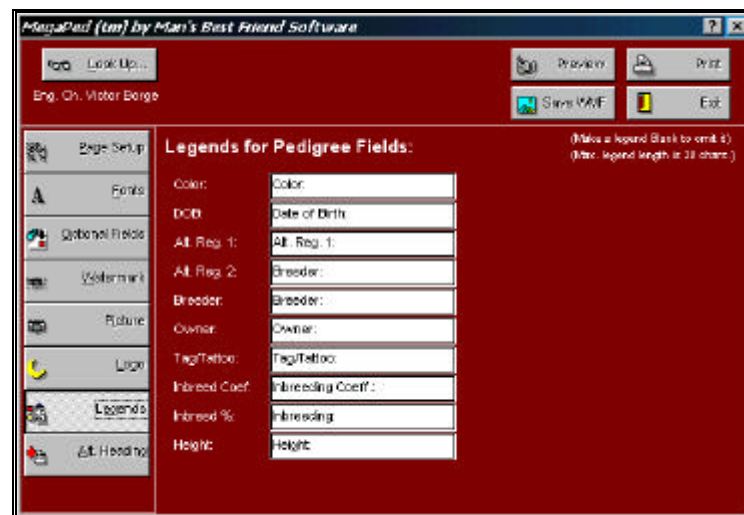 MegaPed (tm) by Man's Best Friend Software
Look Up...
Preview
Print
Eng. Ch. Victor Borge
Save WMF
Exit
Page Setup
Fonts
Optional Fields
Watermark
Picture
Logo
Legends
Alt. Heading
Legends for Pedigree Fields:
(Make a legend Blank to omit it)
(Max. legend length is 20 chars.)
Color: Color:
DOB: Date of Birth:
Alt. Reg. 1: Alt. Reg. 1:
Alt. Reg. 2: Breeder:
Breeder: Breeder:
Owner: Owner:
Tag/Tattoo: Tag/Tattoo:
Inbreed Coef: Inbreeding Coeff.:
Inbreed %: Inbreeding:
Height: Height: